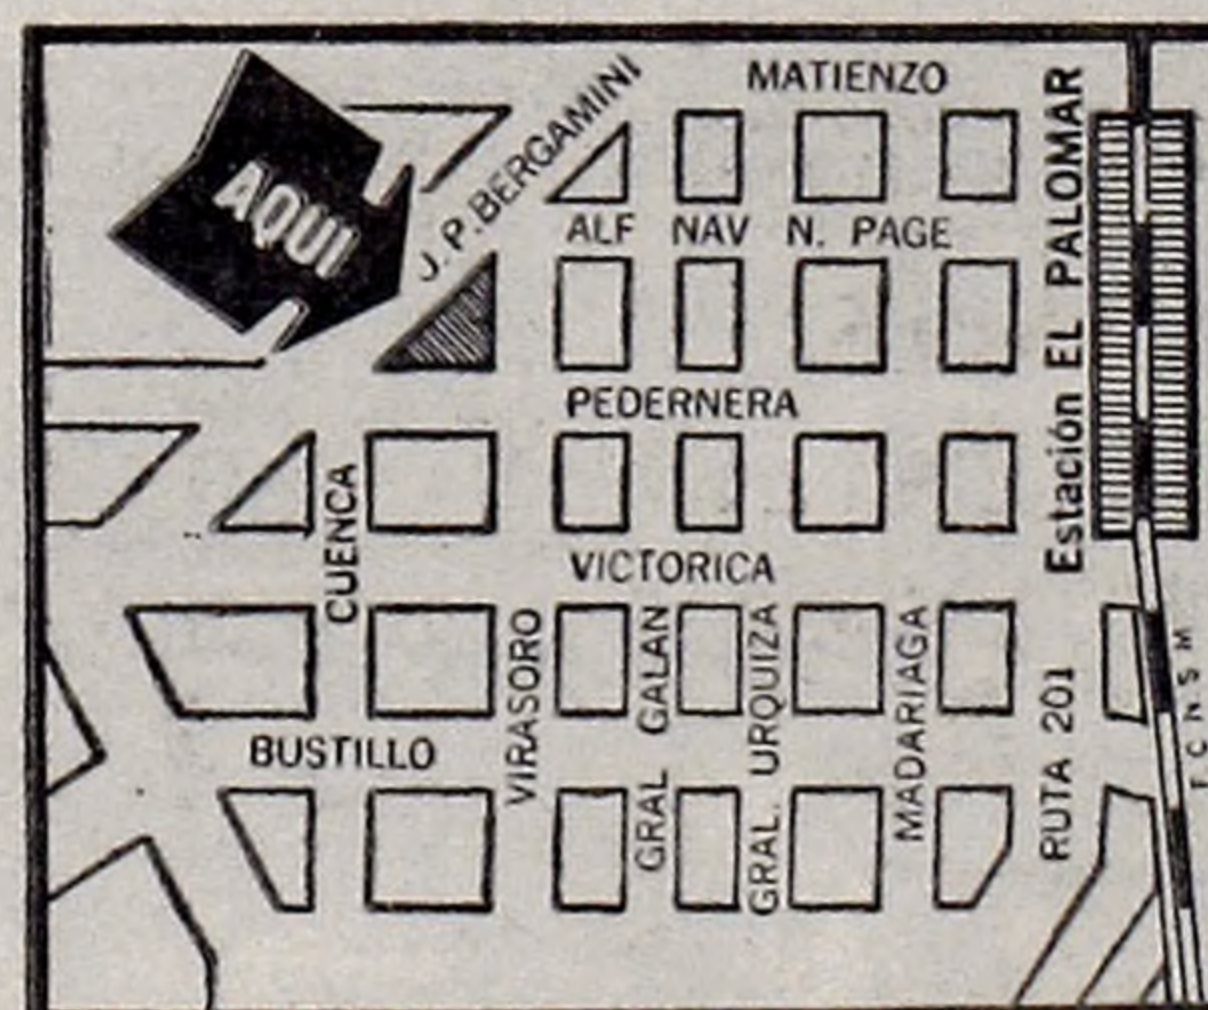 MATIENZO
AQUI
J. P. BERGAMINI
ALF NAV N. PAGE
Estación EL PALOMAR
PEDERNERA
CUENCA
VICTORICA
VIRASORO
GRAL GALAN
GRAL. URQUIZA
MADARIAGA
RUTA 201
F C N S M
BUSTILLO